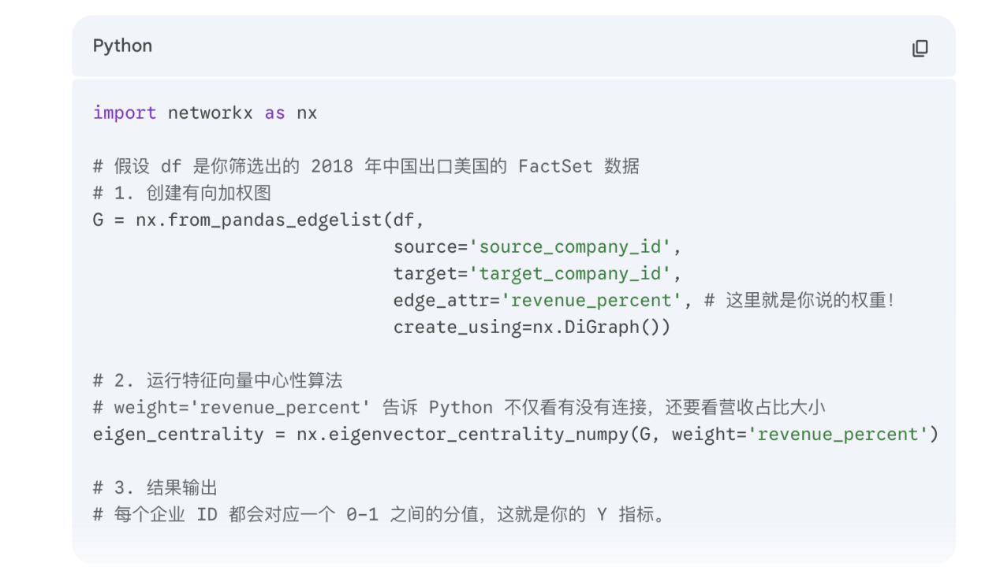 Python
import networkx as nx
# 假设 df 是你筛选出的 2018 年中国出口美国的 FactSet 数据
# 1. 创建有向加权图
G = nx.from_pandas_edgelist(df,
source='source_company_id',
target='target_company_id',
edge_attr='revenue_percent', # 这里就是你说的权重！
create_using=nx.DiGraph())
# 2. 运行特征向量中心性算法
# weight='revenue_percent' 告诉 Python 不仅看有没有连接，还要看营收占比大小
eigen_centrality = nx.eigenvector_centrality_numpy(G, weight='revenue_percent')
# 3. 结果输出
# 每个企业 ID 都会对应一个 0-1 之间的分值，这就是你的 Y 指标。